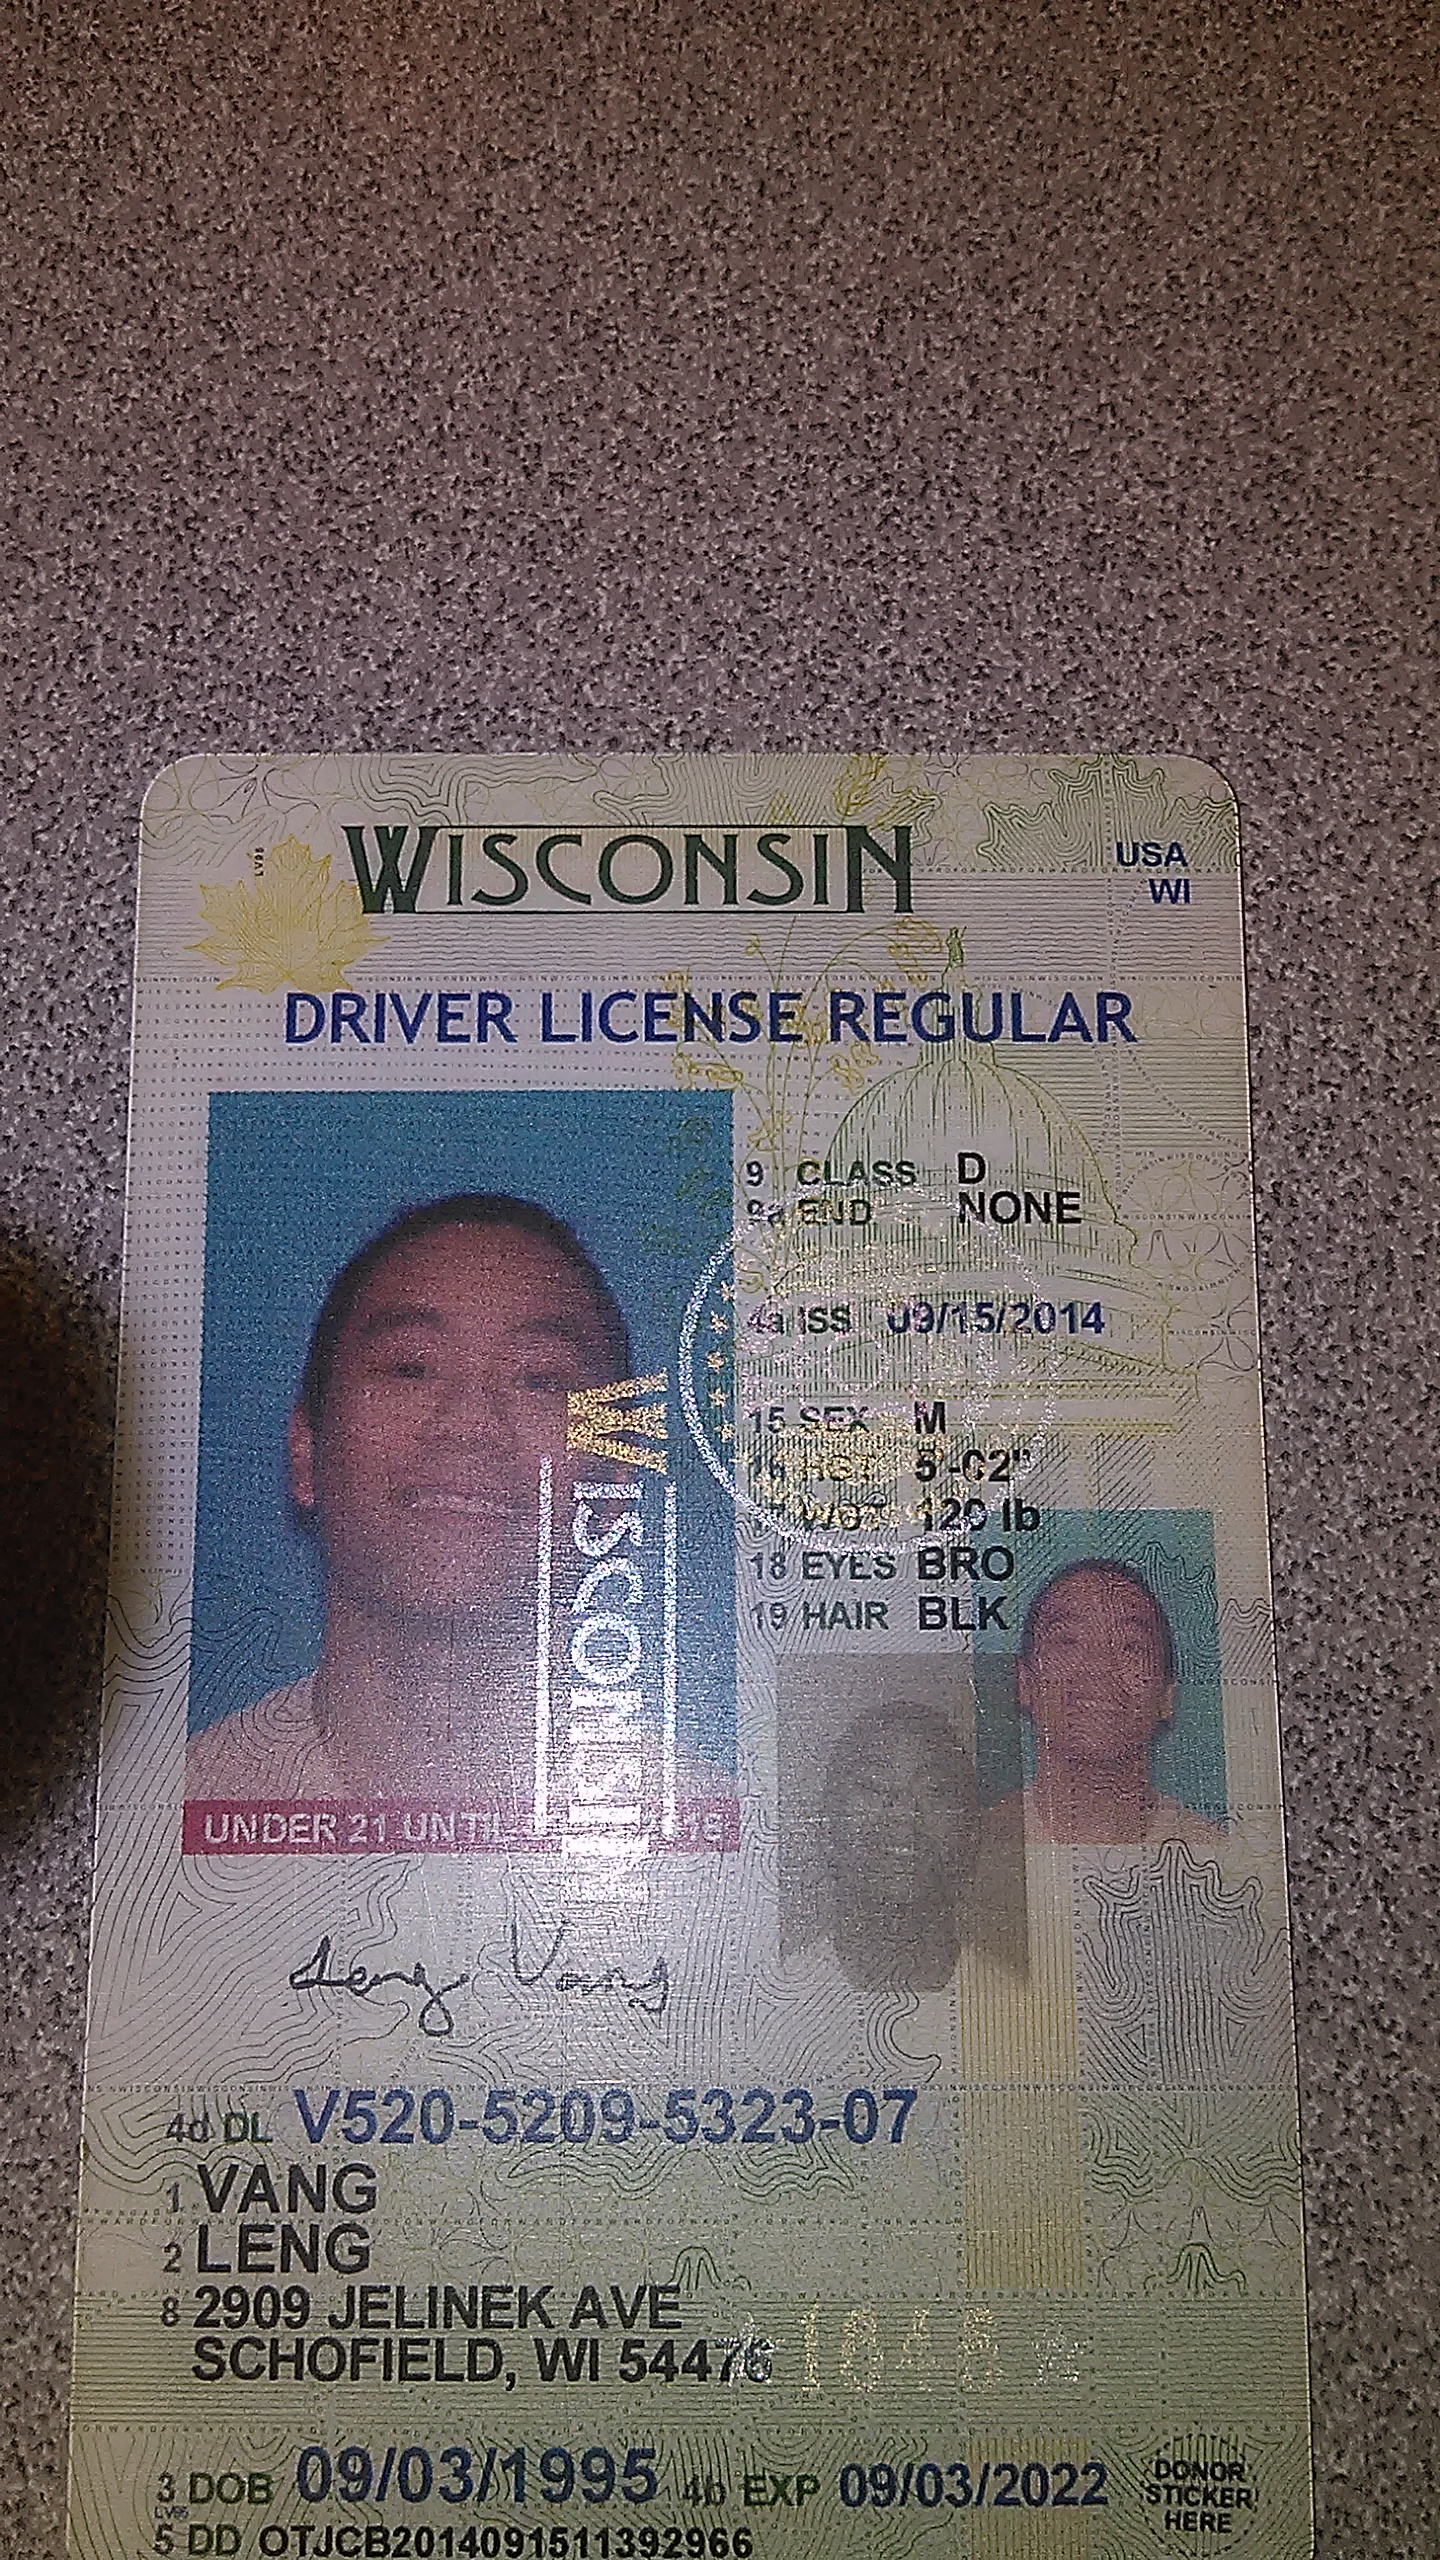 LV95
WISCONSIN
USA
WI
DRIVER LICENSE REGULAR
9 CLASS D
9a END NONE
4a ISS 09/15/2014
15 SEX M
16 HGT 5'-02"
17 WGT 120 lb
18 EYES BRO
19 HAIR BLK
WISCONSIN
UNDER 21 UNTIL
Leng Vang
4d DL V520-5209-5323-07
1 VANG
2 LENG
8 2909 JELINEK AVE
SCHOFIELD, WI 54476
3 DOB 09/03/1995 4b EXP 09/03/2022
DONOR
STICKER
HERE
LV95
5 DD OTJCB2014091511392966